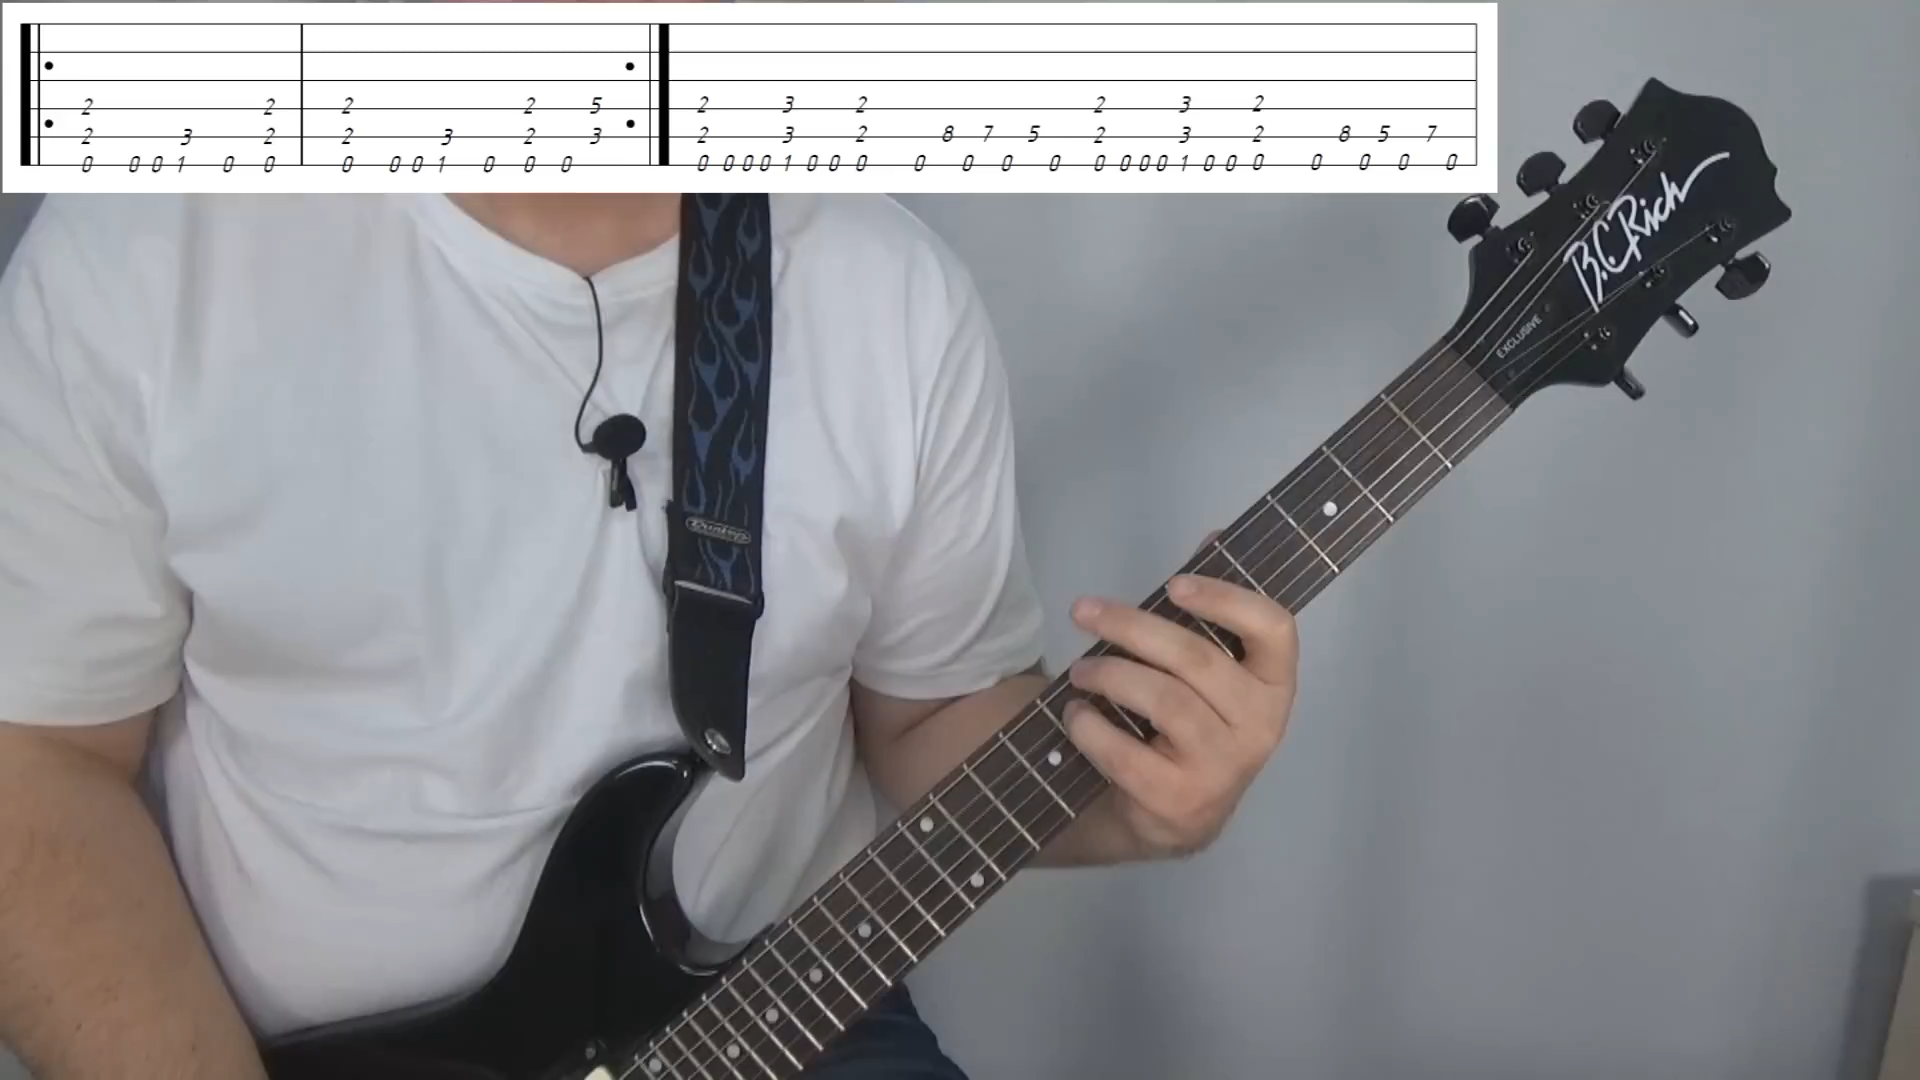 2 2 2 2 5 2 3 2 2 3 2
2 3 2 2 3 2 3 2 3 2 8 7 5 2 3 2 8 5 7
0 0 0 1 0 0 0 0 0 1 0 0 0 0 0 0 0 1 0 0 0 0 0 0 0 0 0 0 0 1 0 0 0 0 0 0 0
B.C.Rich
EXCLUSIVE
Dunlop